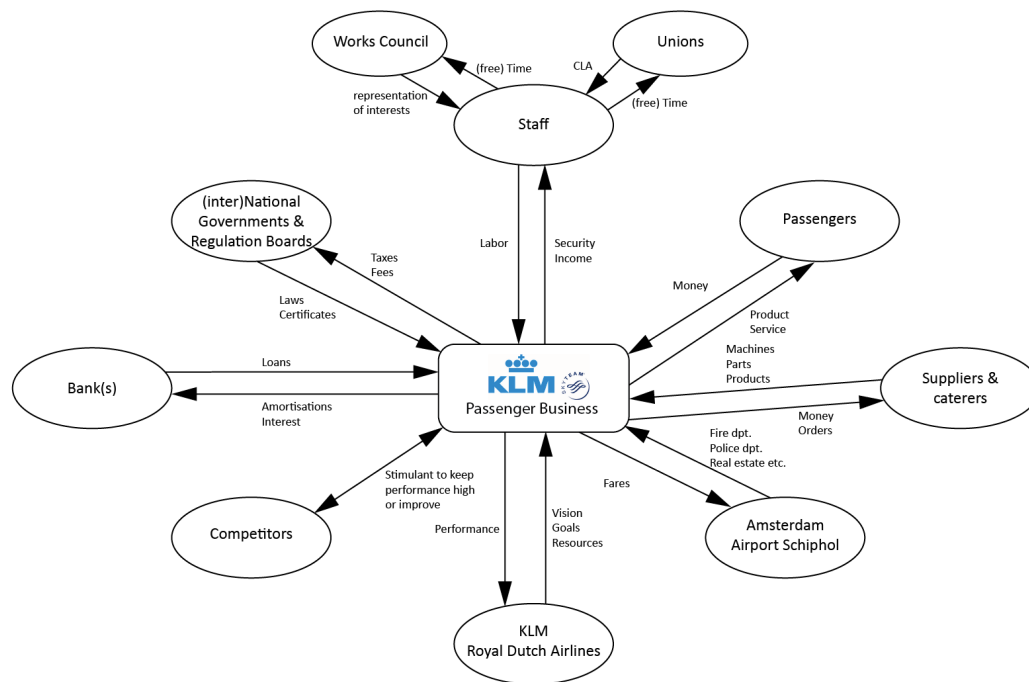 Works Council
Unions
(free) Time
CLA
representation
of interests
(free) Time
Staff
(inter)National
Governments &
Regulation Boards
Passengers
Labor
Security
Income
Taxes
Fees
Money
Laws
Certificates
Product
Service
Machines
Parts
Products
Loans
KLM
SKYTEAM
Passenger Business
Bank(s)
Suppliers &
caterers
Amortisations
Interest
Money
Orders
Fire dpt.
Police dpt.
Real estate etc.
Stimulant to keep
performance high
or improve
Fares
Competitors
Performance
Vision
Goals
Resources
Amsterdam
Airport Schiphol
KLM
Royal Dutch Airlines